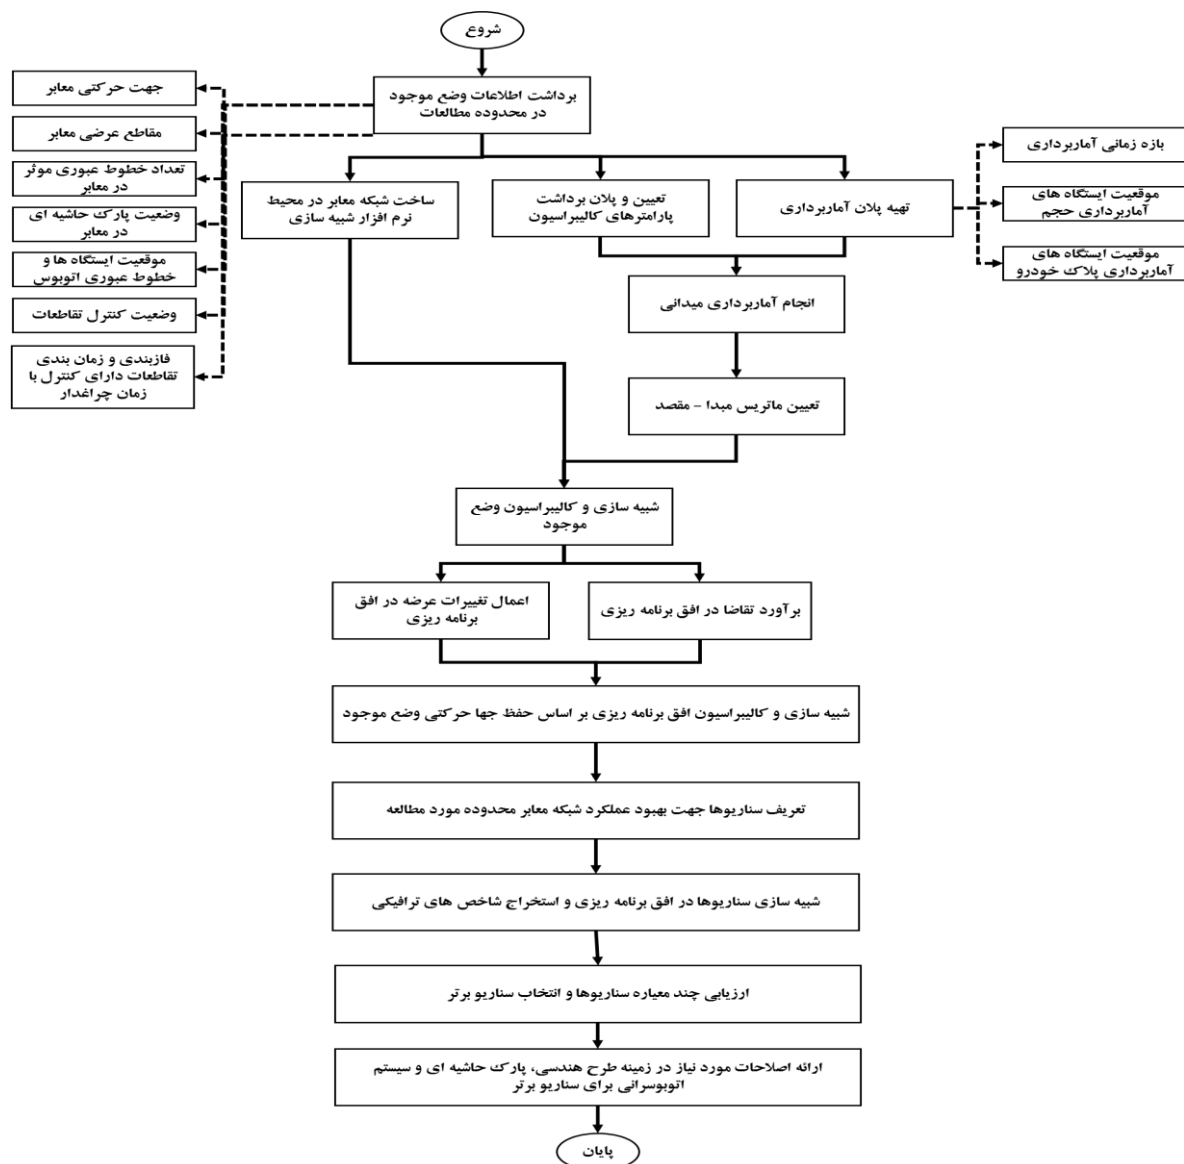 شروع
برداشت اطلاعات وضع موجود
در محدوده مطالعات
جهت حرکتی معابر
مقاطع عرضی معابر
تعداد خطوط عبوری موثر
در معابر
وضعیت پارک حاشیه ای
در معابر
موقعیت ایستگاه ها و
خطوط عبوری اتوبوس
وضعیت کنترل تقاطعات
فازبندی و زمان بندی
تقاطعات دارای کنترل با
زمان چراغدار
تهیه پلان آماربرداری
بازه زمانی آماربرداری
موقعیت ایستگاه های
آماربرداری حجم
موقعیت ایستگاه های
آماربرداری پلاک خودرو
تعیین و پلان برداشت
پارامترهای کالیبراسیون
ساخت شبکه معابر در محیط
نرم افزار شبیه سازی
انجام آماربرداری میدانی
تعیین ماتریس مبدا – مقصد
شبیه سازی و کالیبراسیون وضع
موجود
برآورد تقاضا در افق برنامه ریزی
اعمال تغییرات عرضه در افق
برنامه ریزی
شبیه سازی و کالیبراسیون افق برنامه ریزی بر اساس حفظ جها حرکتی وضع موجود
تعریف سناریوها جهت بهبود عملکرد شبکه معابر محدوده مورد مطالعه
شبیه سازی سناریوها در افق برنامه ریزی و استخراج شاخص های ترافیکی
ارزیابی چند معیاره سناریوها و انتخاب سناریو برتر
ارائه اصلاحات مورد نیاز در زمینه طرح هندسی، پارک حاشیه ای و سیستم
اتوبوسرانی برای سناریو برتر
پایان